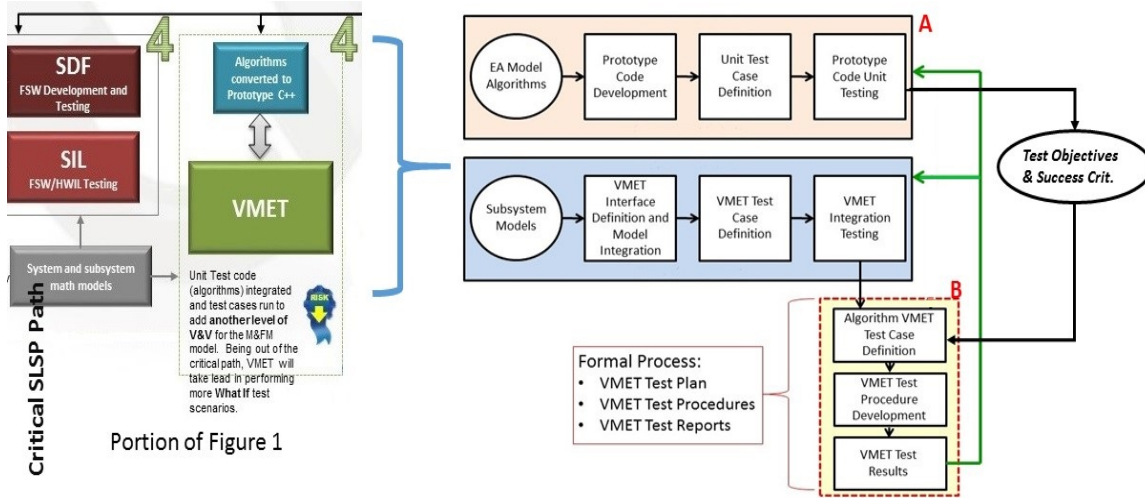 4
SDF
FSW Development and
Testing
SIL
FSW/HWIL Testing
System and subsystem
math models
Critical SLSP Path
4
Algorithms
converted to
Prototype C++
VMET
Unit Test code
(algorithms) integrated
and test cases run to
add another level of
V&V for the M&FM
model. Being out of the
critical path, VMET will
take lead in performing
more What If test
scenarios.
RISK
Portion of Figure 1
A
EA Model
Algorithms
Prototype
Code
Development
Unit Test
Case
Definition
Prototype
Code Unit
Testing
Test Objectives
& Success Crit.
Subsystem
Models
VMET
Interface
Definition and
Model
Integration
VMET Test
Case
Definition
VMET
Integration
Testing
B
Algorithm VMET
Test Case
Definition
VMET Test
Procedure
Development
VMET Test
Results
Formal Process:
• VMET Test Plan
• VMET Test Procedures
• VMET Test Reports